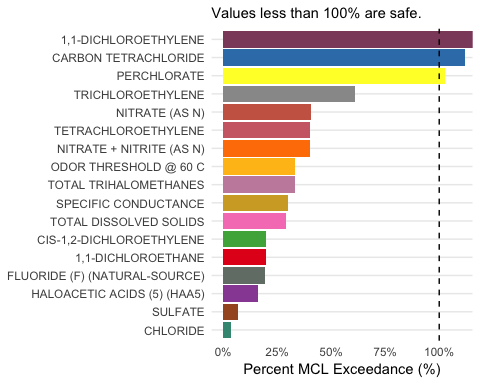 Values less than 100% are safe.
1,1-DICHLOROETHYLENE
CARBON TETRACHLORIDE
PERCHLORATE
TRICHLOROETHYLENE
NITRATE (AS N)
TETRACHLOROETHYLENE
NITRATE + NITRITE (AS N)
ODOR THRESHOLD @ 60 C
TOTAL TRIHALOMETHANES
SPECIFIC CONDUCTANCE
TOTAL DISSOLVED SOLIDS
CIS-1,2-DICHLOROETHYLENE
1,1-DICHLOROETHANE
FLUORIDE (F) (NATURAL-SOURCE)
HALOACETIC ACIDS (5) (HAA5)
SULFATE
CHLORIDE
0% 25% 50% 75% 100%
Percent MCL Exceedance (%)